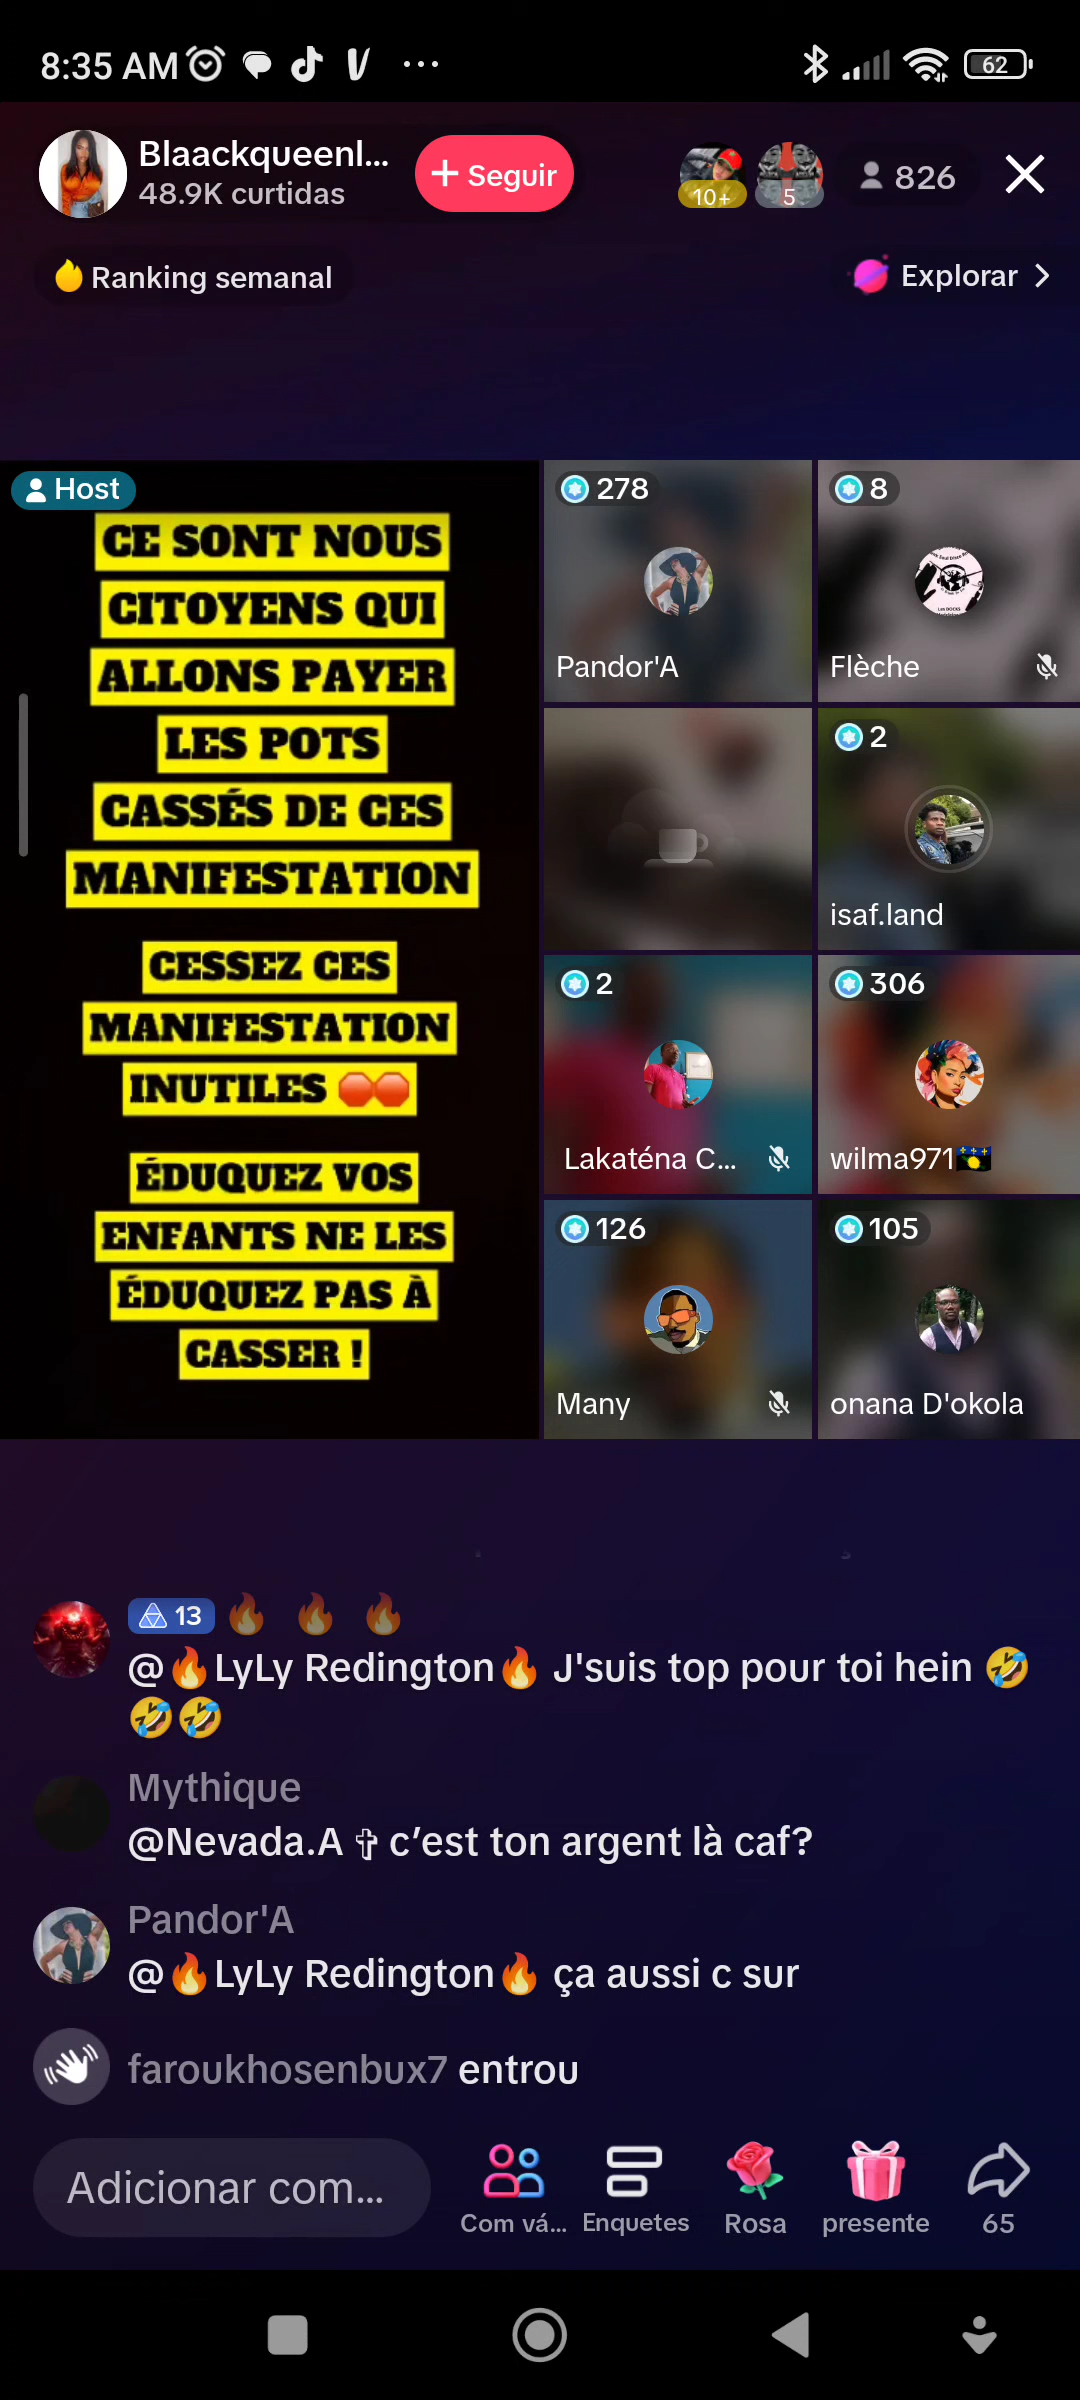 8:35 AM
62
Blaackqueenl...
48.9K curtidas
+ Seguir
10+
5
826
Ranking semanal
Explorar
Host
CE SONT NOUS
CITOYENS QUI
ALLONS PAYER
LES POTS
CASSÉS DE CES
MANIFESTATION
CESSEZ CES
MANIFESTATION
INUTILES 🛑🛑
ÉDUQUEZ VOS
ENFANTS NE LES
ÉDUQUEZ PAS À
CASSER !
278
Pandor'A
8
Flèche
2
isaf.land
2
Lakaténa C...
306
wilma971🇬🇵
126
Many
105
onana D'okola
13 🔥 🔥 🔥
@🔥LyLy Redington🔥 J'suis top pour toi hein 🤣
🤣🤣
Mythique
@Nevada.A ✞ c’est ton argent là caf?
Pandor'A
@🔥LyLy Redington🔥 ça aussi c sur
faroukhosenbux7 entrou
Adicionar com...
Com vá...
Enquetes
Rosa
presente
65